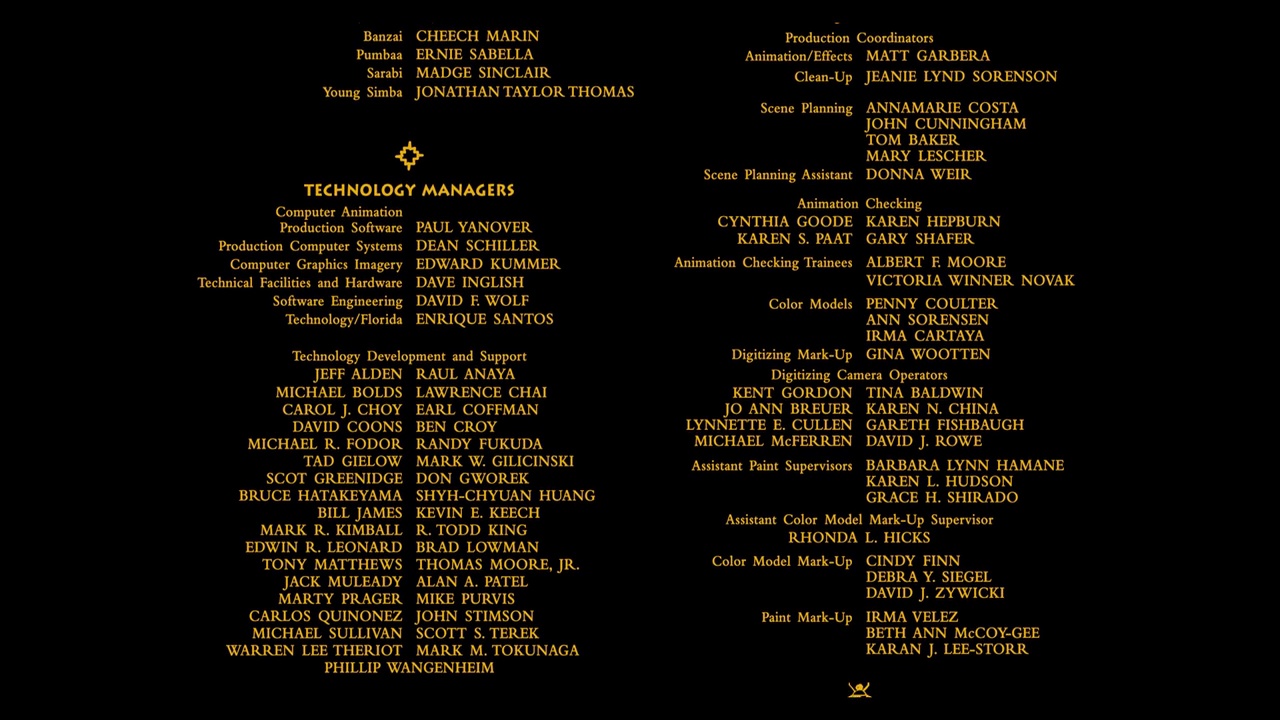 Banzai CHEECH MARIN
Pumbaa ERNIE SABELLA
Sarabi MADGE SINCLAIR
Young Simba JONATHAN TAYLOR THOMAS
TECHNOLOGY MANAGERS
Computer Animation
Production Software PAUL YANOVER
Production Computer Systems DEAN SCHILLER
Computer Graphics Imagery EDWARD KUMMER
Technical Facilities and Hardware DAVE INGLISH
Software Engineering DAVID F. WOLF
Technology/Florida ENRIQUE SANTOS
Technology Development and Support
JEFF ALDEN RAUL ANAYA
MICHAEL BOLDS LAWRENCE CHAI
CAROL J. CHOY EARL COFFMAN
DAVID COONS BEN CROY
MICHAEL R. FODOR RANDY FUKUDA
TAD GIELOW MARK W. GILICINSKI
SCOT GREENIDGE DON GWOREK
BRUCE HATAKEYAMA SHYH-CHYUAN HUANG
BILL JAMES KEVIN E. KEECH
MARK R. KIMBALL R. TODD KING
EDWIN R. LEONARD BRAD LOWMAN
TONY MATTHEWS THOMAS MOORE, JR.
JACK MULEADY ALAN A. PATEL
MARTY PRAGER MIKE PURVIS
CARLOS QUINONEZ JOHN STIMSON
MICHAEL SULLIVAN SCOTT S. TEREK
WARREN LEE THERIOT MARK M. TOKUNAGA
PHILLIP WANGENHEIM
Production Coordinators
Animation/Effects MATT GARBERA
Clean-Up JEANIE LYND SORENSON
Scene Planning ANNAMARIE COSTA
JOHN CUNNINGHAM
TOM BAKER
MARY LESCHER
Scene Planning Assistant DONNA WEIR
Animation Checking
CYNTHIA GOODE KAREN HEPBURN
KAREN S. PAAT GARY SHAFER
Animation Checking Trainees ALBERT F. MOORE
VICTORIA WINNER NOVAK
Color Models PENNY COULTER
ANN SORENSEN
IRMA CARTAYA
Digitizing Mark-Up GINA WOOTTEN
Digitizing Camera Operators
KENT GORDON TINA BALDWIN
JO ANN BREUER KAREN N. CHINA
LYNNETTE E. CULLEN GARETH FISHBAUGH
MICHAEL McFERREN DAVID J. ROWE
Assistant Paint Supervisors BARBARA LYNN HAMANE
KAREN L. HUDSON
GRACE H. SHIRADO
Assistant Color Model Mark-Up Supervisor
RHONDA L. HICKS
Color Model Mark-Up CINDY FINN
DEBRA Y. SIEGEL
DAVID J. ZYWICKI
Paint Mark-Up IRMA VELEZ
BETH ANN McCOY-GEE
KARAN J. LEE-STORR